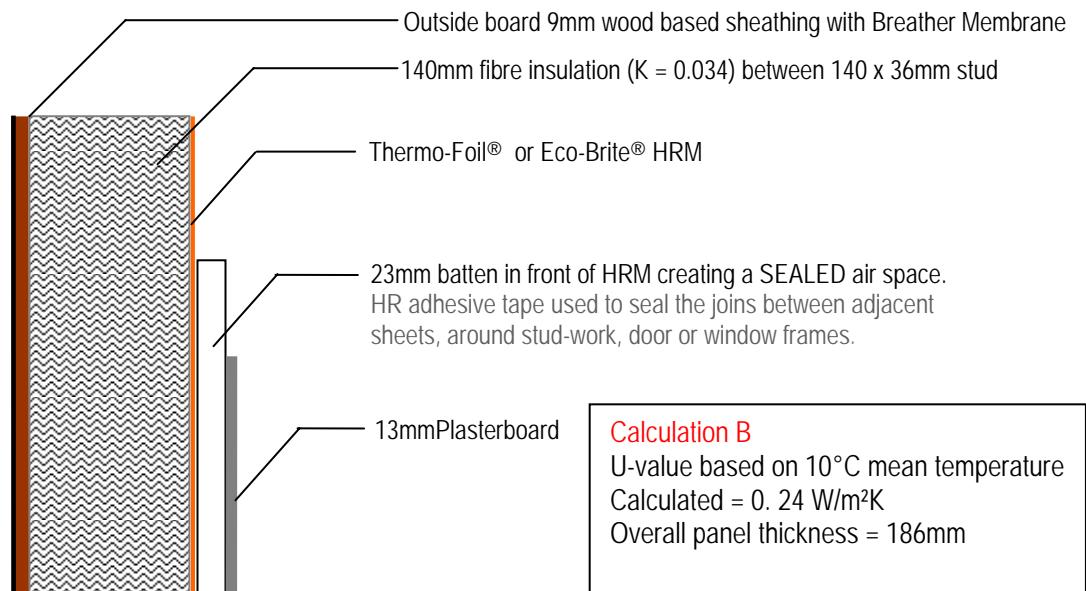 Outside board 9mm wood based sheathing with Breather Membrane
140mm fibre insulation (K = 0.034) between 140 x 36mm stud
Thermo-Foil® or Eco-Brite® HRM
23mm batten in front of HRM creating a SEALED air space.
HR adhesive tape used to seal the joins between adjacent
sheets, around stud-work, door or window frames.
13mmPlasterboard
Calculation B
U-value based on 10°C mean temperature
Calculated = 0. 24 W/m²K
Overall panel thickness = 186mm